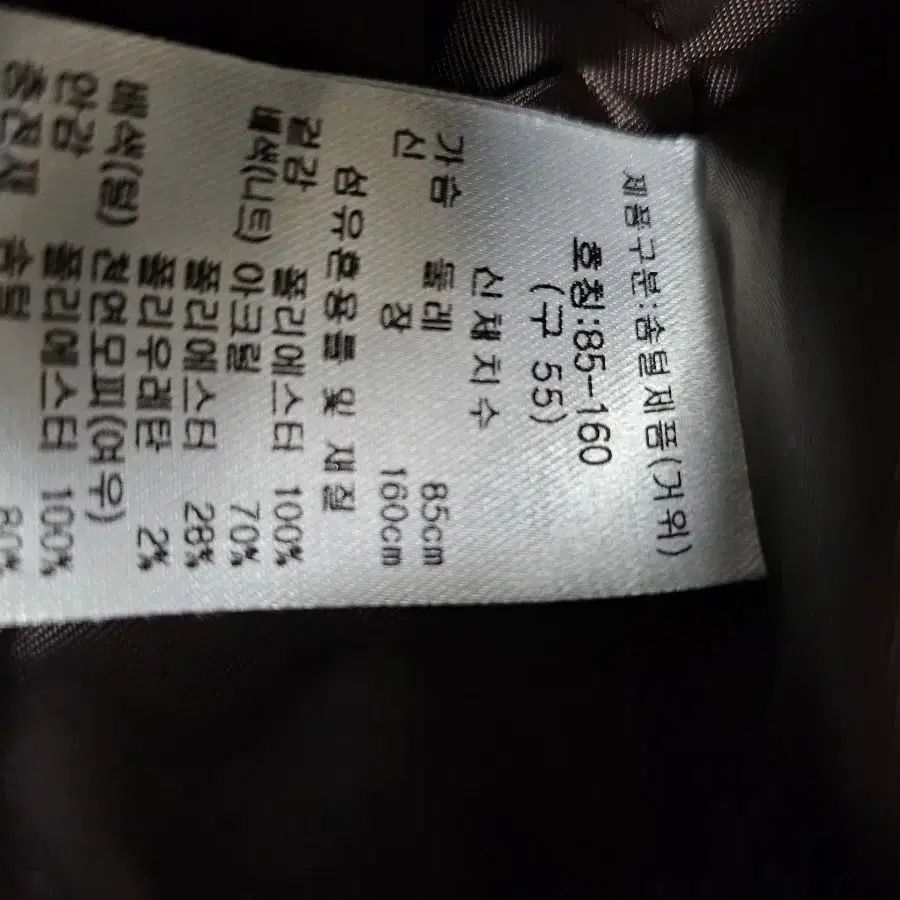 제품구분:솜털제품(거위)
호칭:85-160
(구 55)
신체치수
가슴 둘레 85cm
신 장 160cm
섬유혼용률 및 재질
겉감 폴리에스터 100%
배색(니트) 아크릴 70%
폴리에스터 28%
폴리우레탄 2%
배색(털) 천연모피(여우)
안감 폴리에스터 100%
충전재 솜털 80%